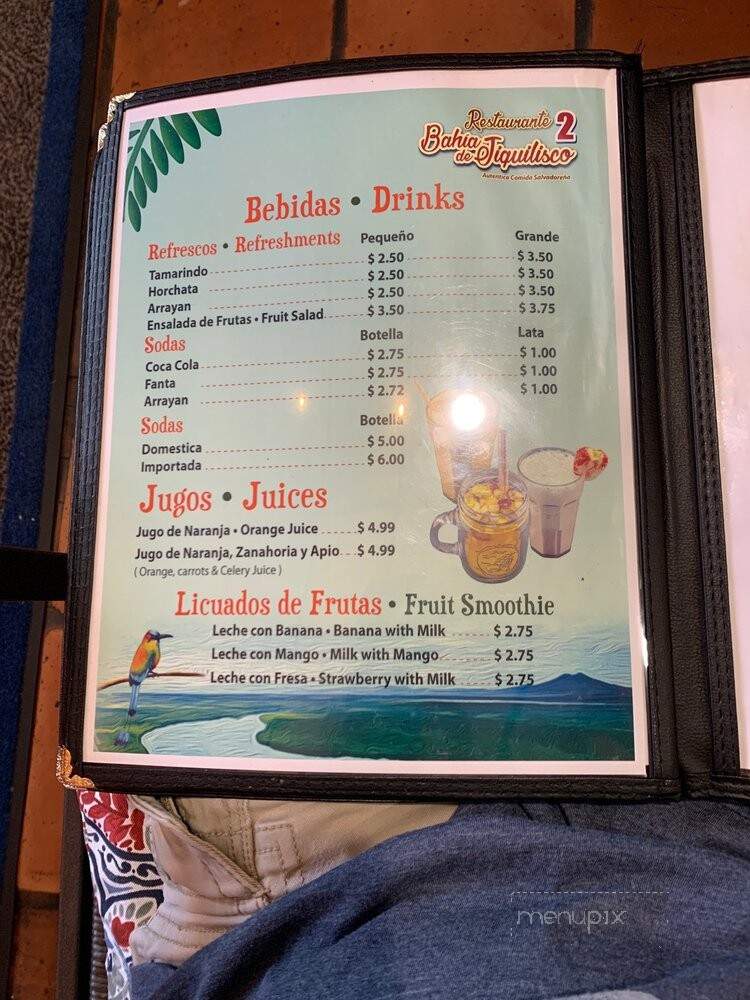 Restaurante 2
Bahía
de Jiquilisco
Autentica Comida Salvadoreña
Bebidas • Drinks
Refrescos • Refreshments Pequeño Grande
Tamarindo $ 2.50 $ 3.50
Horchata $ 2.50 $ 3.50
Arrayan $ 2.50 $ 3.50
Ensalada de Frutas • Fruit Salad $ 3.50 $ 3.75
Sodas Botella Lata
Coca Cola $ 2.75 $ 1.00
Fanta $ 2.75 $ 1.00
Arrayan $ 2.72 $ 1.00
Sodas Botella
Domestica $ 5.00
Importada $ 6.00
Jugos • Juices
Jugo de Naranja • Orange Juice $ 4.99
Jugo de Naranja, Zanahoria y Apio $ 4.99
( Orange, carrots & Celery Juice )
Licuados de Frutas • Fruit Smoothie
Leche con Banana • Banana with Milk $ 2.75
Leche con Mango • Milk with Mango $ 2.75
Leche con Fresa • Strawberry with Milk $ 2.75
menupix